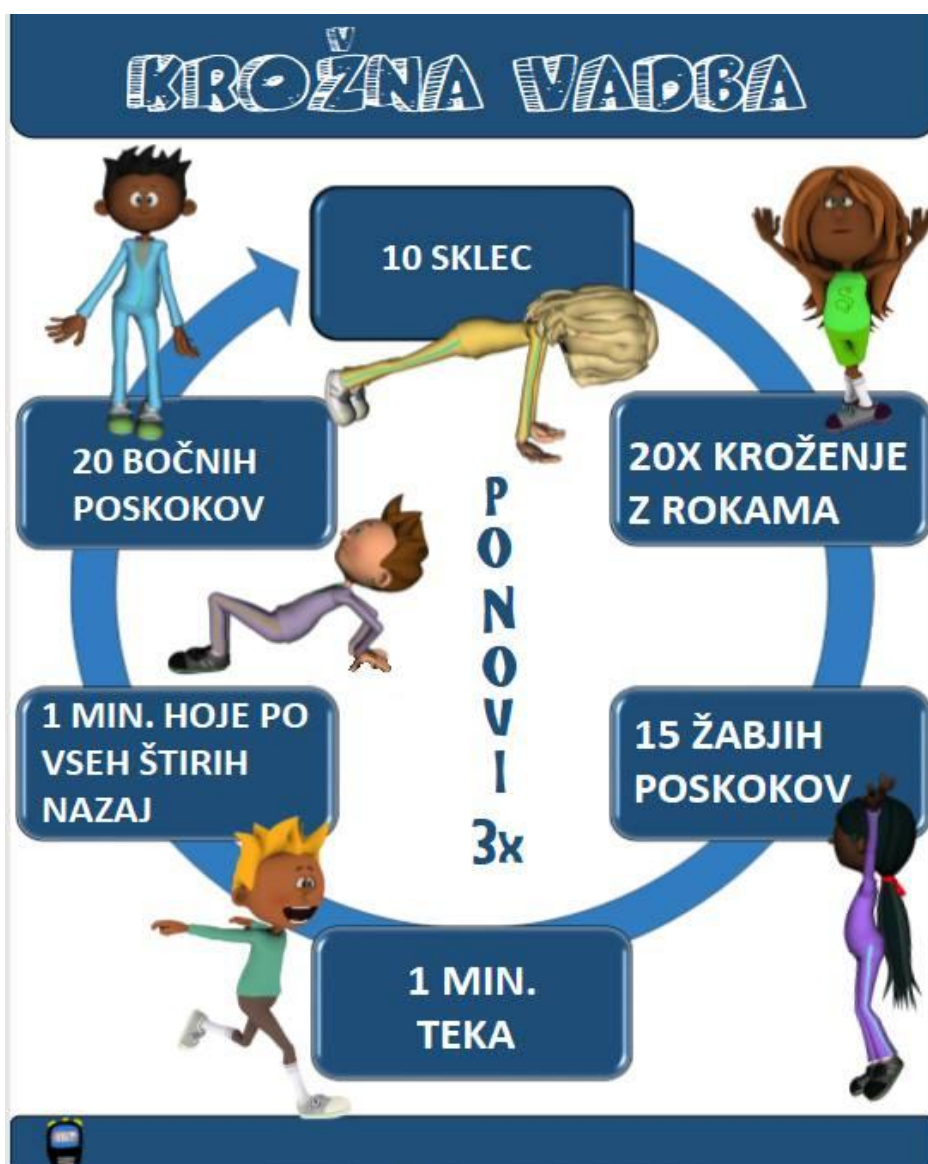 KROŽNA VADBA
10 SKLEC
20X KROŽENJE
Z ROKAMA
15 ŽABJIH
POSKOKOV
1 MIN.
TEKA
1 MIN. HOJE PO
VSEH ŠTIRIH
NAZAJ
20 BOČNIH
POSKOKOV
PONOVI
3x